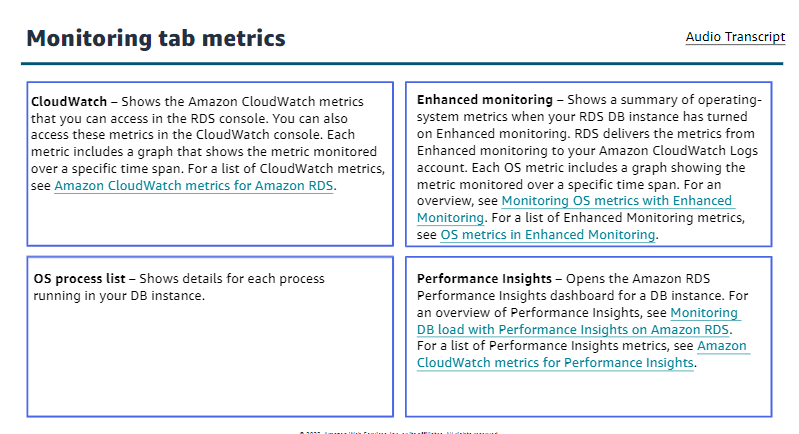 Monitoring tab metrics
Audio Transcript
CloudWatch – Shows the Amazon CloudWatch metrics
that you can access in the RDS console. You can also
access these metrics in the CloudWatch console. Each
metric includes a graph that shows the metric monitored
over a specific time span. For a list of CloudWatch metrics,
see Amazon CloudWatch metrics for Amazon RDS.
Enhanced monitoring – Shows a summary of operating-
system metrics when your RDS DB instance has turned
on Enhanced monitoring. RDS delivers the metrics from
Enhanced monitoring to your Amazon CloudWatch Logs
account. Each OS metric includes a graph showing the
metric monitored over a specific time span. For an
overview, see Monitoring OS metrics with Enhanced
Monitoring. For a list of Enhanced Monitoring metrics,
see OS metrics in Enhanced Monitoring.
OS process list – Shows details for each process
running in your DB instance.
Performance Insights – Opens the Amazon RDS
Performance Insights dashboard for a DB instance. For
an overview of Performance Insights, see Monitoring
DB load with Performance Insights on Amazon RDS.
For a list of Performance Insights metrics, see Amazon
CloudWatch metrics for Performance Insights.